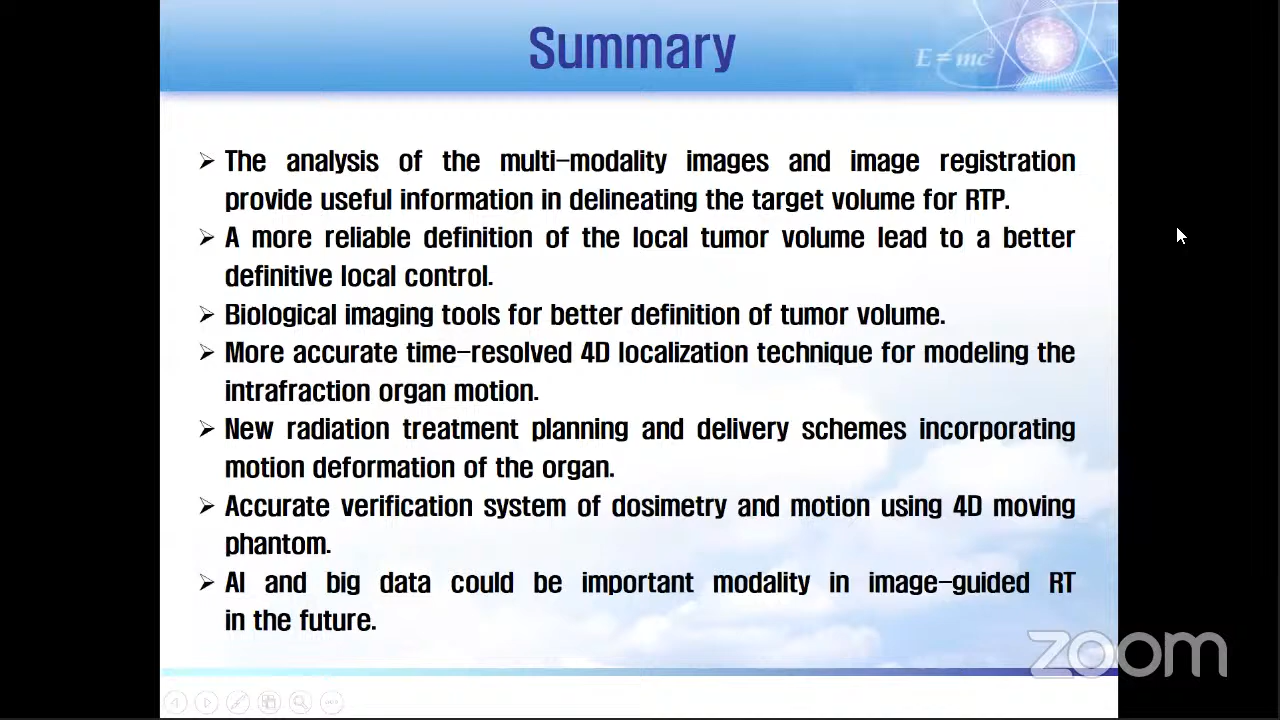 Summary
E = mc²
➢ The analysis of the multi-modality images and image registration
provide useful information in delineating the target volume for RTP.
➢ A more reliable definition of the local tumor volume lead to a better
definitive local control.
➢ Biological imaging tools for better definition of tumor volume.
➢ More accurate time-resolved 4D localization technique for modeling the
intrafraction organ motion.
➢ New radiation treatment planning and delivery schemes incorporating
motion deformation of the organ.
➢ Accurate verification system of dosimetry and motion using 4D moving
phantom.
➢ AI and big data could be important modality in image-guided RT
in the future.
zoom